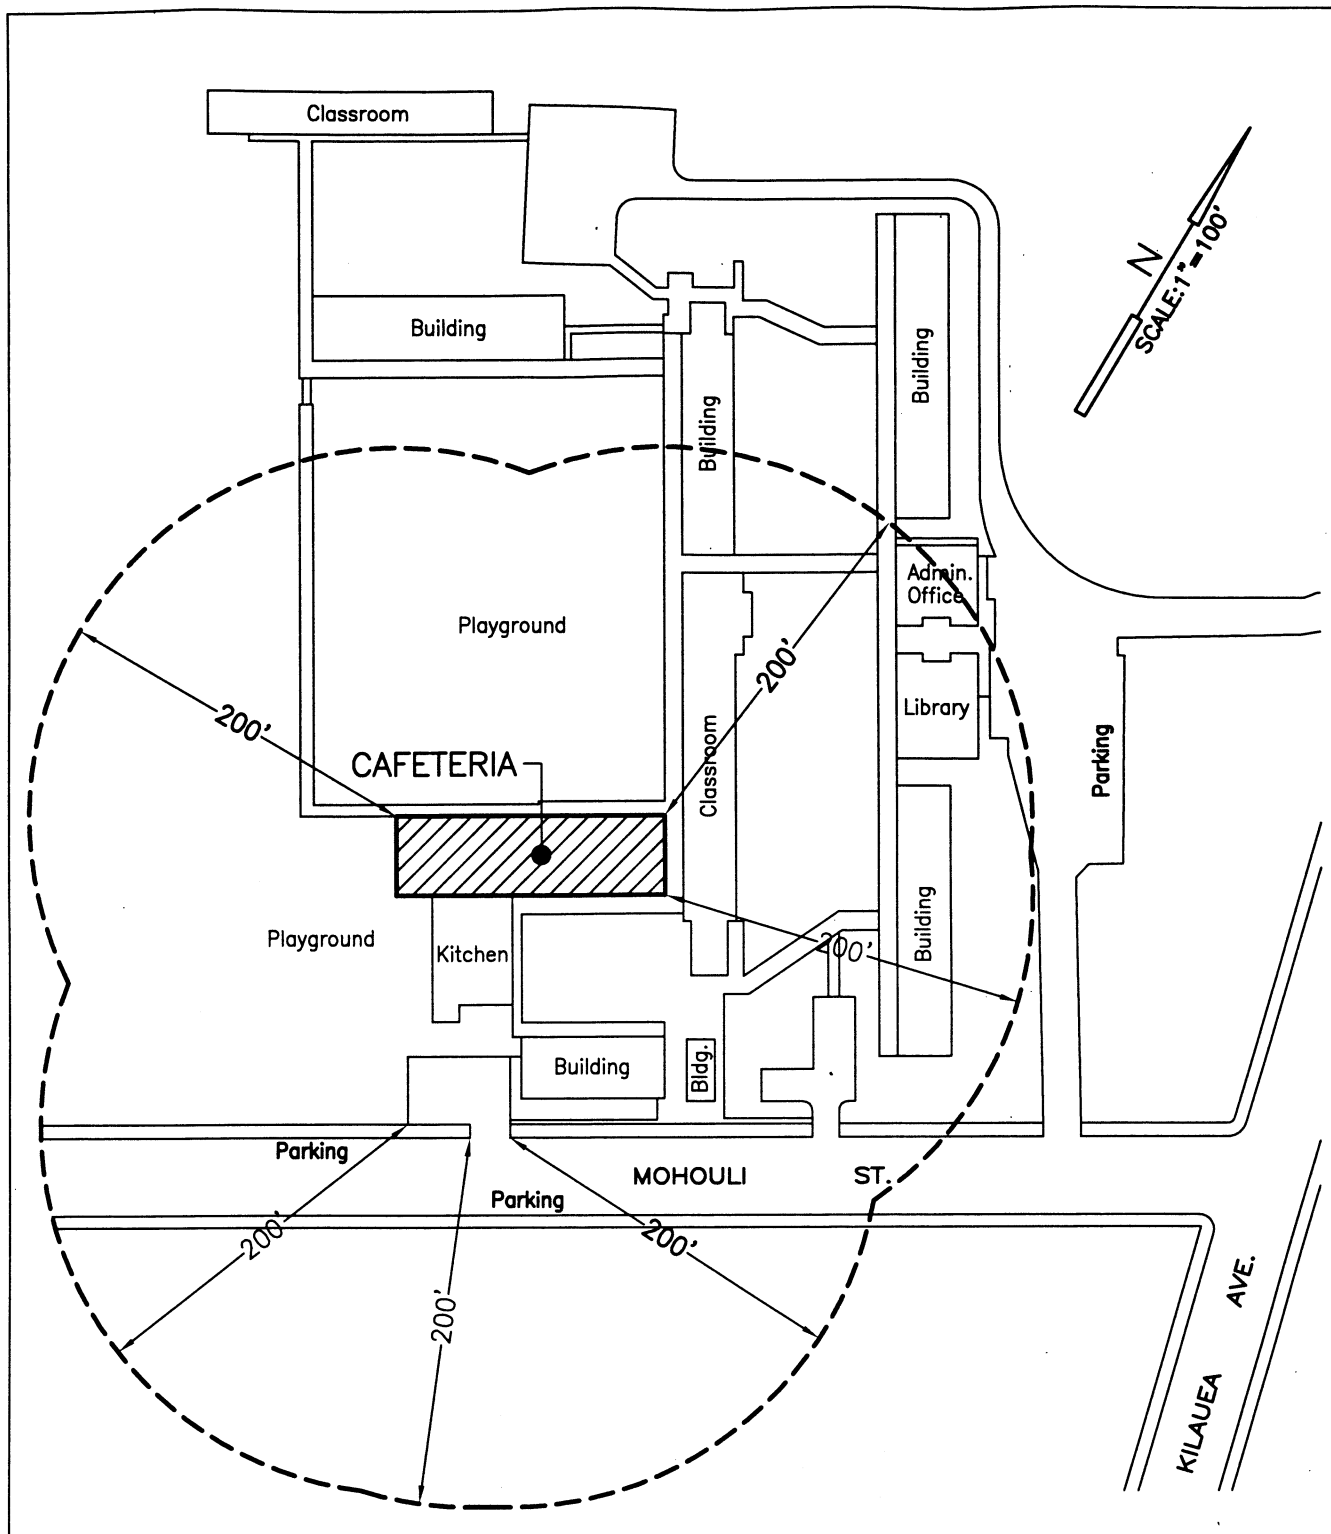 Classroom
N
SCALE: 1"=100'
Building
Building
Building
Admin.
Office
Playground
200'
200'
Library
CAFETERIA
Classroom
Parking
Playground
Kitchen
200'
Building
Building
Bldg.
Parking
MOHOULI ST.
Parking
200'
200'
200'
KILAUEA AVE.